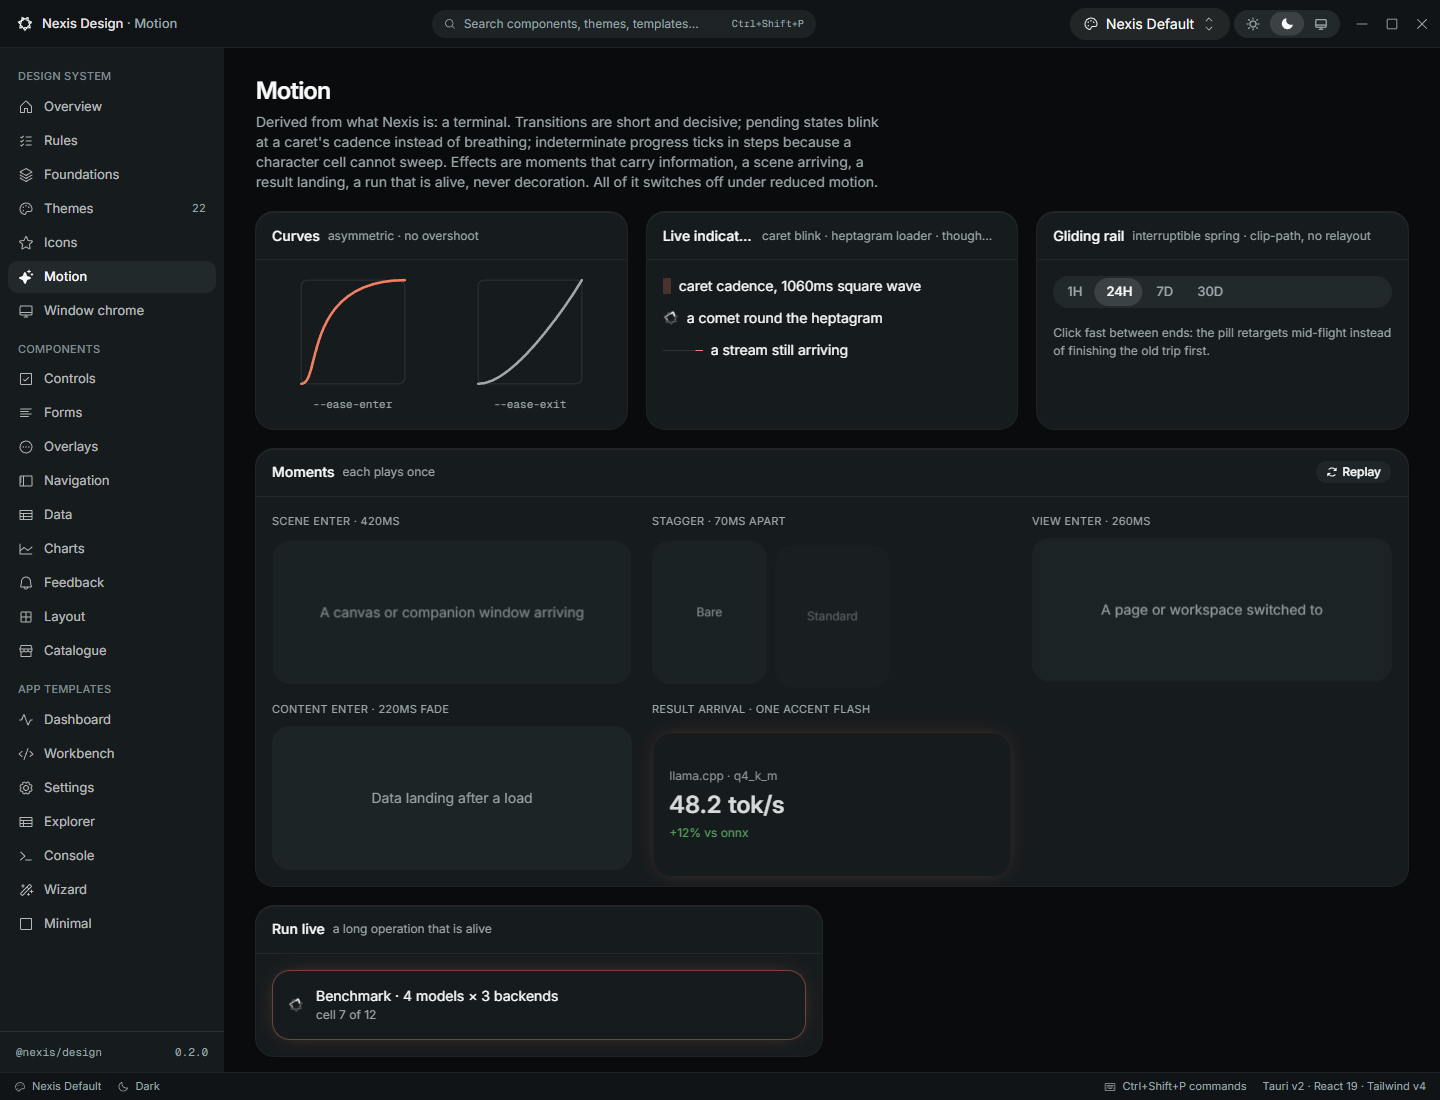 Nexis Design · Motion
Search components, themes, templates... Ctrl+Shift+P
Nexis Default
DESIGN SYSTEM
Overview
Rules
Foundations
Themes 22
Icons
Motion
Window chrome
COMPONENTS
Controls
Forms
Overlays
Navigation
Data
Charts
Feedback
Layout
Catalogue
APP TEMPLATES
Dashboard
Workbench
Settings
Explorer
Console
Wizard
Minimal
@nexis/design 0.2.0
Motion
Derived from what Nexis is: a terminal. Transitions are short and decisive; pending states blink
at a caret's cadence instead of breathing; indeterminate progress ticks in steps because a
character cell cannot sweep. Effects are moments that carry information, a scene arriving, a
result landing, a run that is alive, never decoration. All of it switches off under reduced motion.
Curves asymmetric · no overshoot
--ease-enter
--ease-exit
Live indicat... caret blink · heptagram loader · though...
caret cadence, 1060ms square wave
a comet round the heptagram
a stream still arriving
Gliding rail interruptible spring · clip-path, no relayout
1H 24H 7D 30D
Click fast between ends: the pill retargets mid-flight instead
of finishing the old trip first.
Moments each plays once
Replay
SCENE ENTER · 420MS
A canvas or companion window arriving
STAGGER · 70MS APART
Bare
Standard
VIEW ENTER · 260MS
A page or workspace switched to
CONTENT ENTER · 220MS FADE
Data landing after a load
RESULT ARRIVAL · ONE ACCENT FLASH
llama.cpp · q4_k_m
48.2 tok/s
+12% vs onnx
Run live a long operation that is alive
Benchmark · 4 models × 3 backends
cell 7 of 12
Nexis Default Dark
Ctrl+Shift+P commands Tauri v2 · React 19 · Tailwind v4